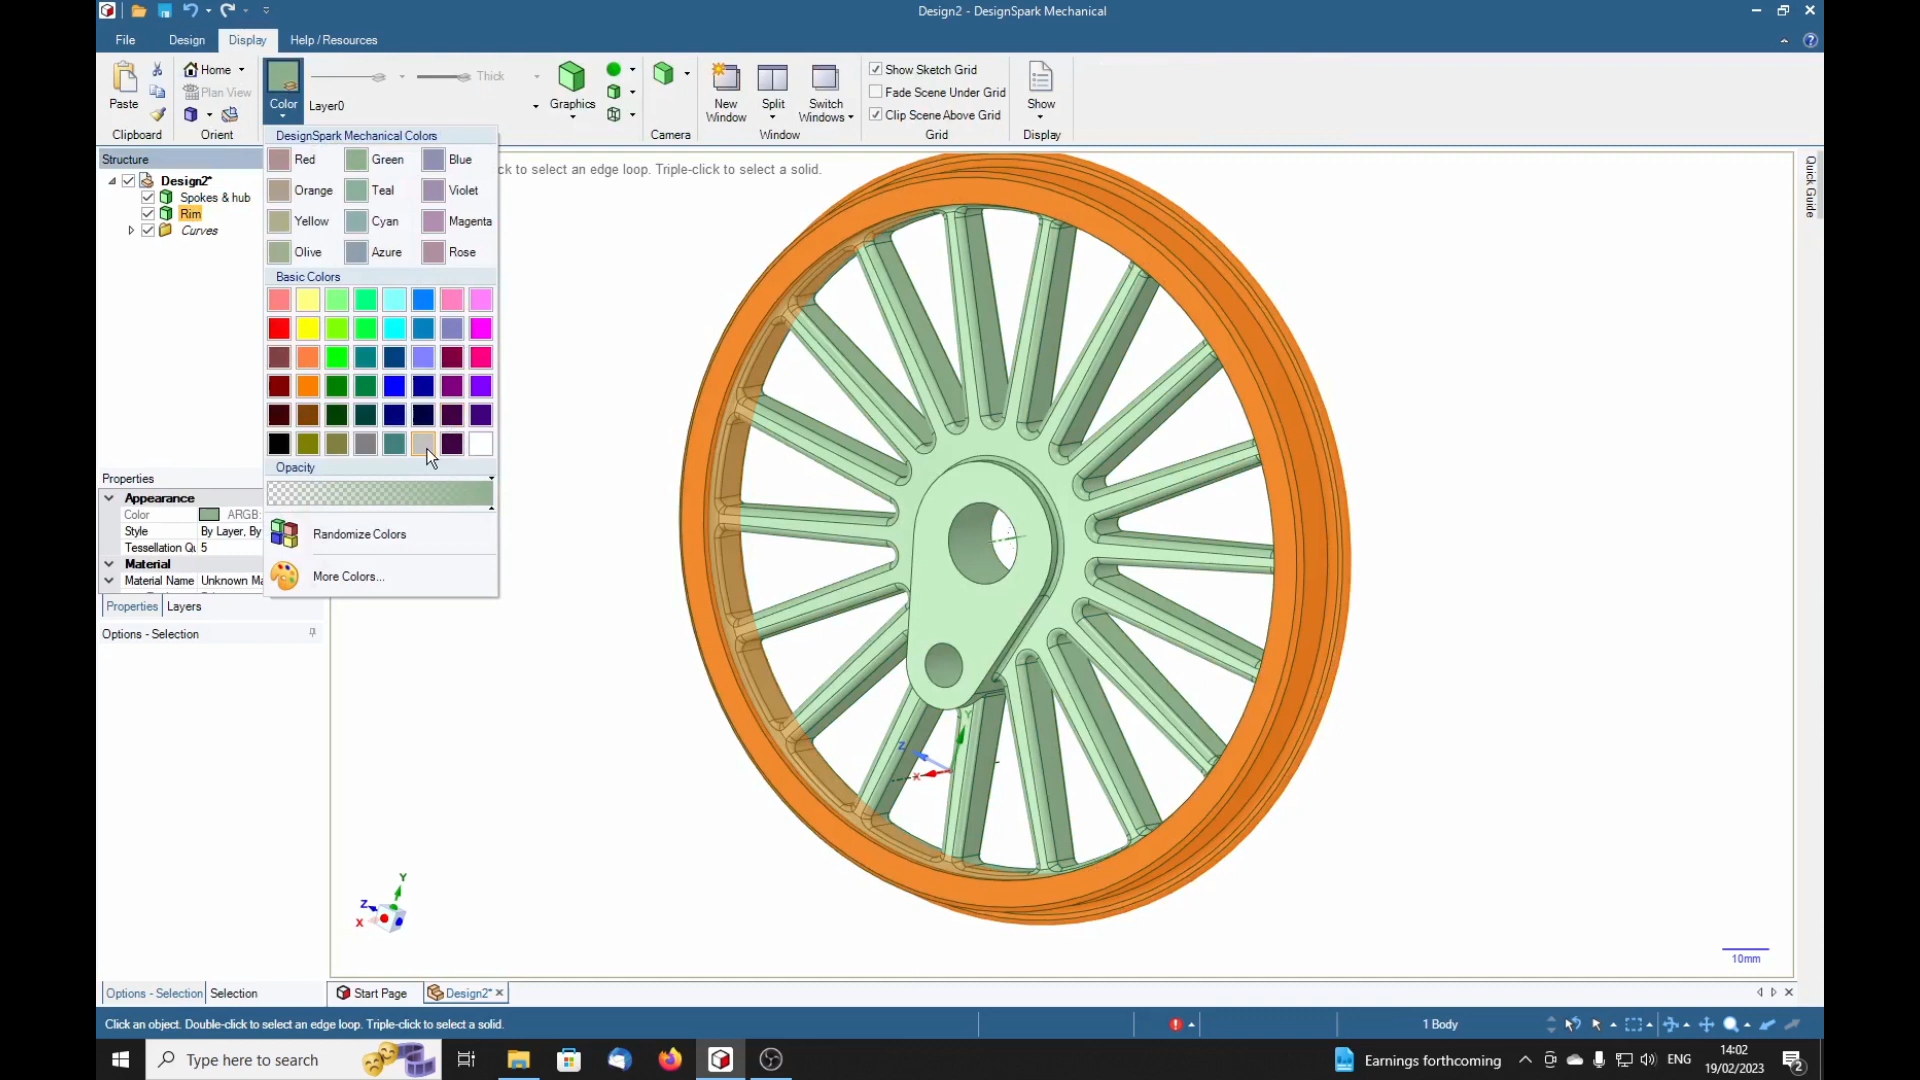 Design2 - DesignSpark Mechanical
File Design Display Help / Resources
Paste
Clipboard
Home
Plan View
Orient
Color
Thick
Layer0
Graphics
Camera
New Window
Split
Switch Windows
Window
Show Sketch Grid
Fade Scene Under Grid
Clip Scene Above Grid
Grid
Show
Display
DesignSpark Mechanical Colors
Red Green Blue
Orange Teal Violet
Yellow Cyan Magenta
Olive Azure Rose
Basic Colors
Opacity
Randomize Colors
More Colors...
Structure
Design2*
Spokes & hub
Rim
Curves
Properties
Appearance
Color ARGB:
Style By Layer, By
Tessellation Qu 5
Material
Material Name Unknown Ma
Properties Layers
Options - Selection
ck to select an edge loop. Triple-click to select a solid.
Quick Guide
Y
Z
X
Y
Z
X
10mm
Options - Selection Selection
Start Page Design2*
Click an object. Double-click to select an edge loop. Triple-click to select a solid.
1 Body
Type here to search
Earnings forthcoming
ENG
14:02
19/02/2023
2